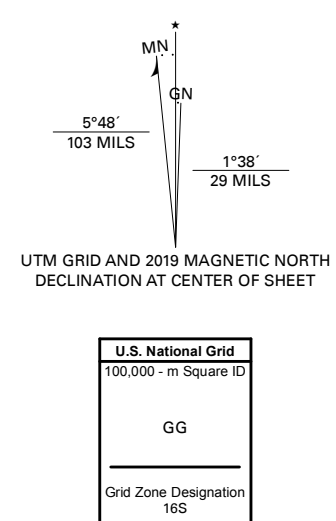 ★
MN
GN
5°48´
103 MILS
1°38´
29 MILS
UTM GRID AND 2019 MAGNETIC NORTH
DECLINATION AT CENTER OF SHEET
U.S. National Grid
100,000 - m Square ID
GG
Grid Zone Designation
16S